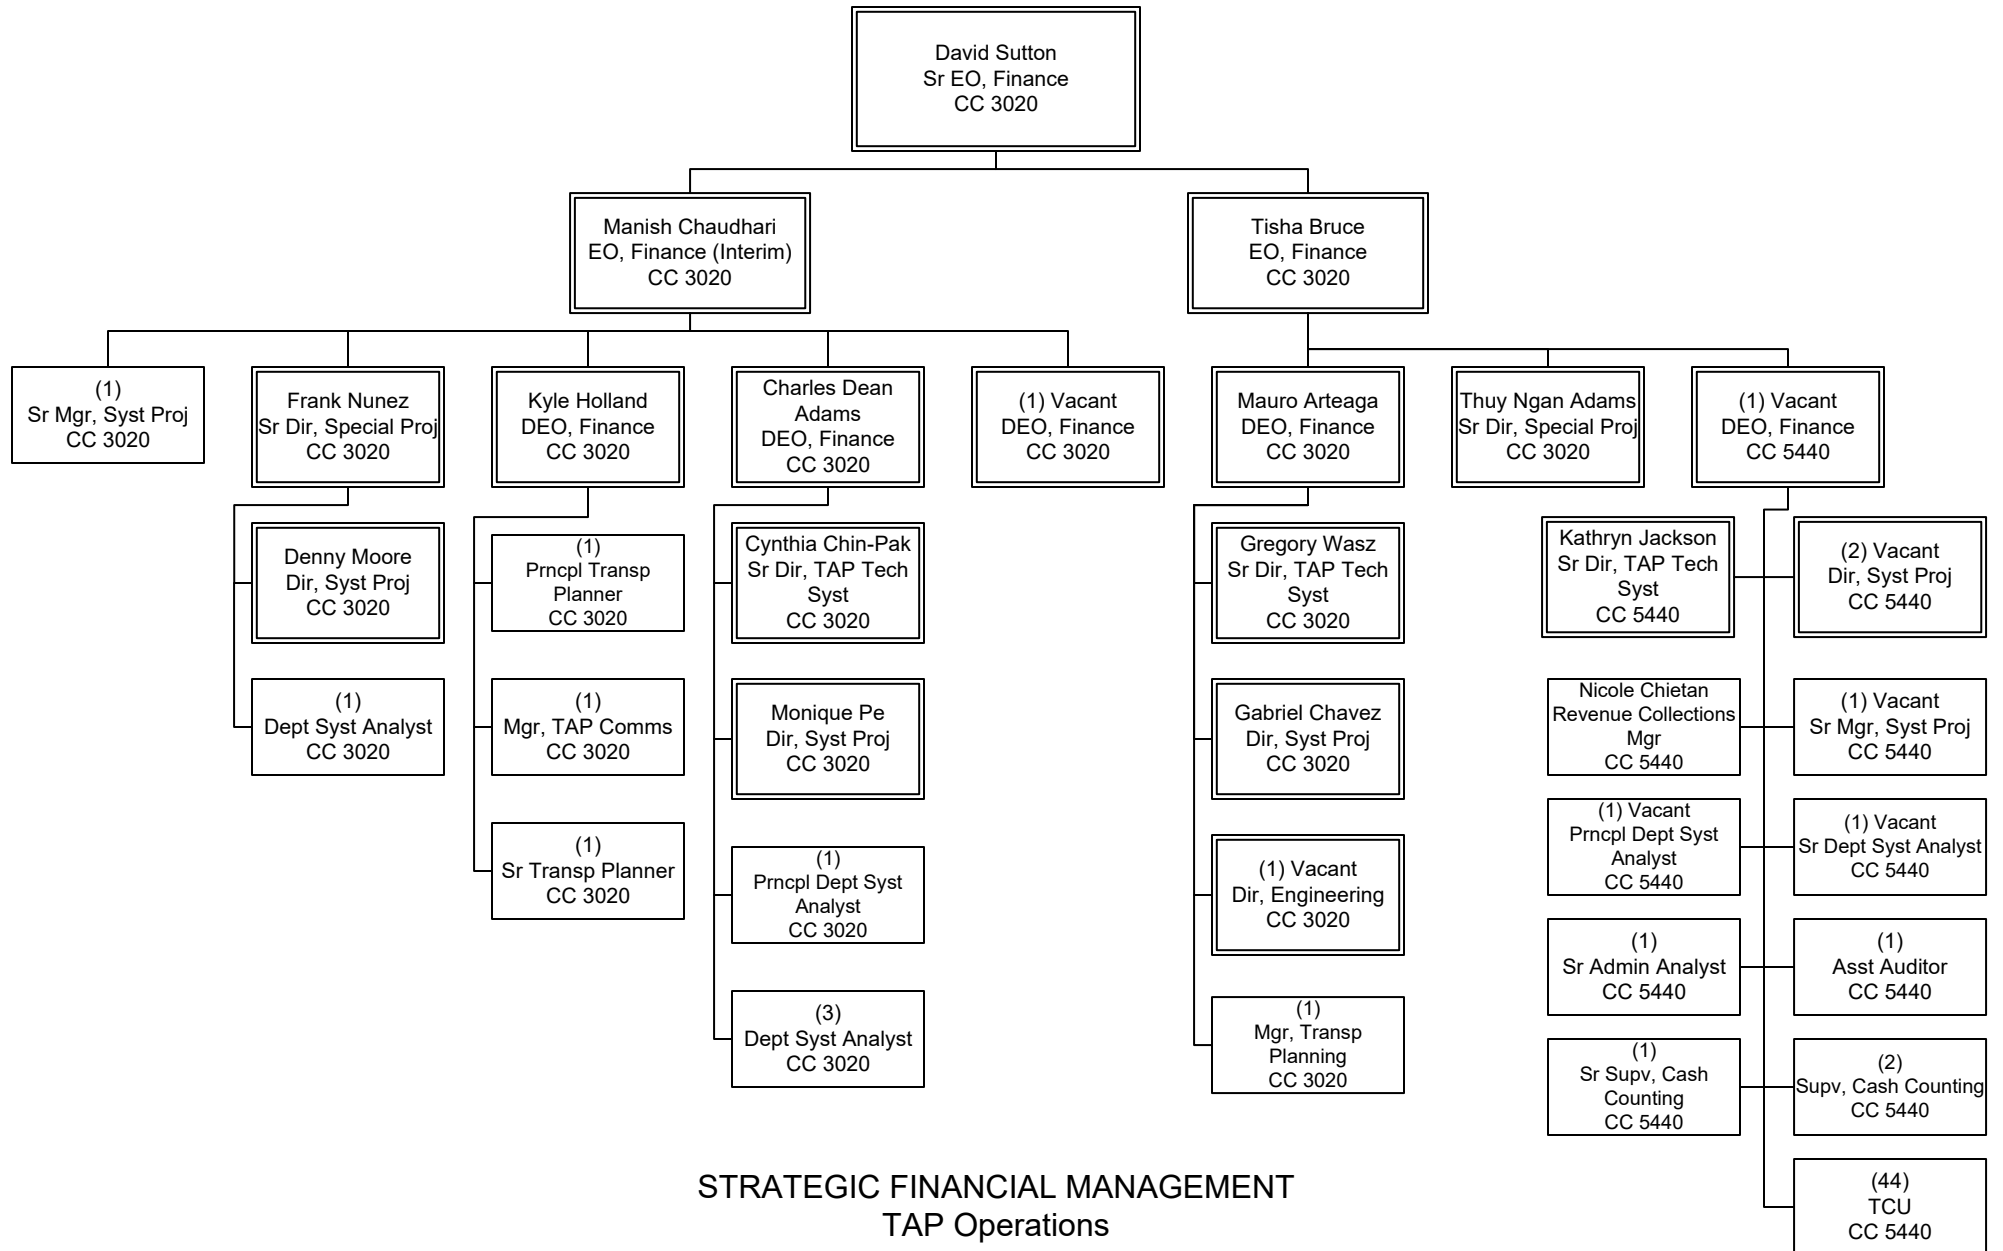 David Sutton
Sr EO, Finance
CC 3020
Manish Chaudhari
EO, Finance (Interim)
CC 3020
Tisha Bruce
EO, Finance
CC 3020
(1)
Sr Mgr, Syst Proj
CC 3020
Frank Nunez
Sr Dir, Special Proj
CC 3020
Kyle Holland
DEO, Finance
CC 3020
Charles Dean
Adams
DEO, Finance
CC 3020
(1) Vacant
DEO, Finance
CC 3020
Mauro Arteaga
DEO, Finance
CC 3020
Thuy Ngan Adams
Sr Dir, Special Proj
CC 3020
(1) Vacant
DEO, Finance
CC 5440
Denny Moore
Dir, Syst Proj
CC 3020
(1)
Dept Syst Analyst
CC 3020
(1)
Prncpl Transp
Planner
CC 3020
(1)
Mgr, TAP Comms
CC 3020
(1)
Sr Transp Planner
CC 3020
Cynthia Chin-Pak
Sr Dir, TAP Tech
Syst
CC 3020
Monique Pe
Dir, Syst Proj
CC 3020
(1)
Prncpl Dept Syst
Analyst
CC 3020
(3)
Dept Syst Analyst
CC 3020
Gregory Wasz
Sr Dir, TAP Tech
Syst
CC 3020
Gabriel Chavez
Dir, Syst Proj
CC 3020
(1) Vacant
Dir, Engineering
CC 3020
(1)
Mgr, Transp
Planning
CC 3020
Kathryn Jackson
Sr Dir, TAP Tech
Syst
CC 5440
(2) Vacant
Dir, Syst Proj
CC 5440
Nicole Chietan
Revenue Collections
Mgr
CC 5440
(1) Vacant
Sr Mgr, Syst Proj
CC 5440
(1) Vacant
Prncpl Dept Syst
Analyst
CC 5440
(1) Vacant
Sr Dept Syst Analyst
CC 5440
(1)
Sr Admin Analyst
CC 5440
(1)
Asst Auditor
CC 5440
(1)
Sr Supv, Cash
Counting
CC 5440
(2)
Supv, Cash Counting
CC 5440
(44)
TCU
CC 5440
STRATEGIC FINANCIAL MANAGEMENT
TAP Operations